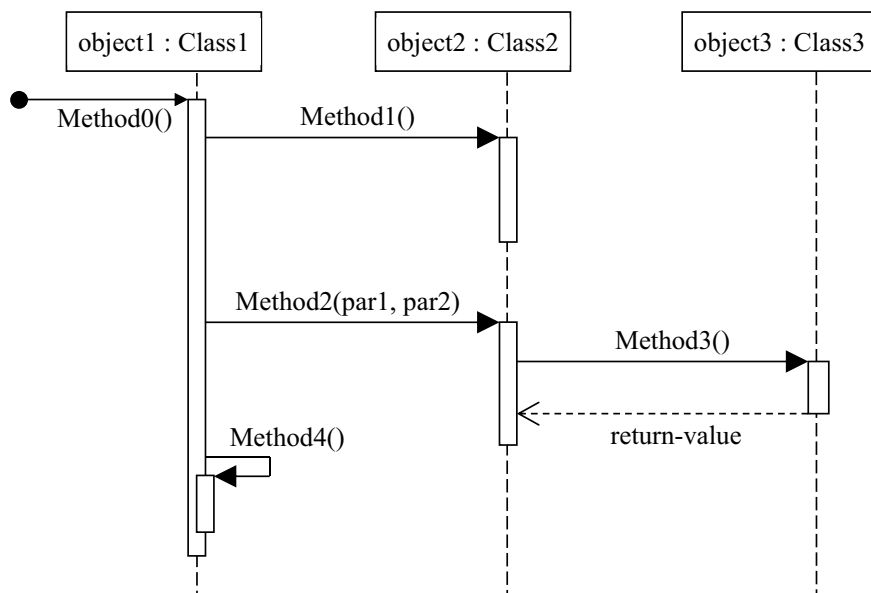 object1 : Class1
object2 : Class2
object3 : Class3
Method0()
Method1()
Method2(par1, par2)
Method3()
return-value
Method4()